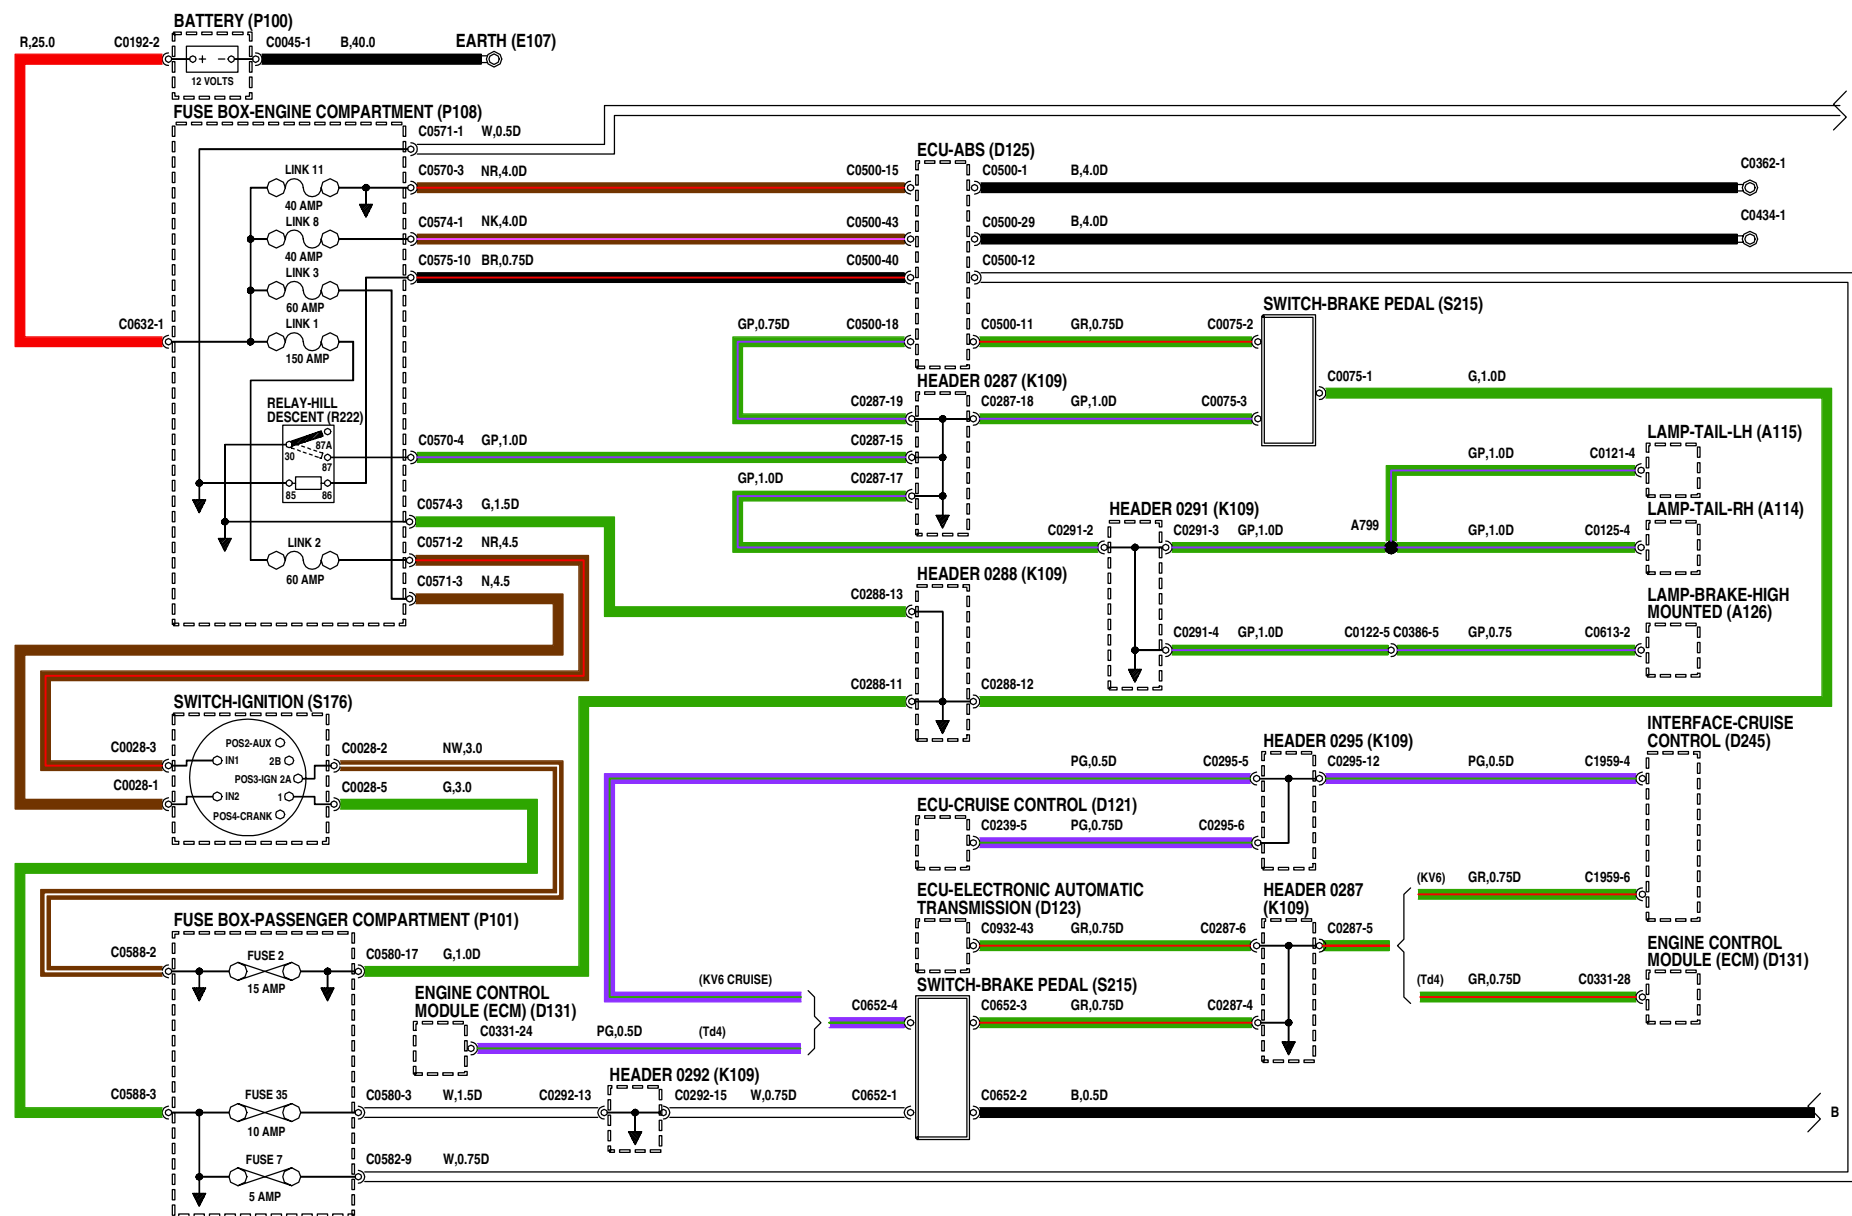 BATTERY (P100)
R,25.0
C0192-2
C0045-1
B,40.0
EARTH (E107)
+ -
12 VOLTS
FUSE BOX-ENGINE COMPARTMENT (P108)
C0571-1
W,0.5D
LINK 11
40 AMP
C0570-3
NR,4.0D
LINK 8
40 AMP
C0574-1
NK,4.0D
LINK 3
60 AMP
C0575-10
BR,0.75D
C0632-1
LINK 1
150 AMP
RELAY-HILL
DESCENT (R222)
87A
30
87
85
86
C0570-4
GP,1.0D
C0574-3
G,1.5D
LINK 2
60 AMP
C0571-2
NR,4.5
C0571-3
N,4.5
ECU-ABS (D125)
C0500-15
C0500-1
B,4.0D
C0362-1
C0500-43
C0500-29
B,4.0D
C0434-1
C0500-40
C0500-12
GP,0.75D
C0500-18
C0500-11
GR,0.75D
C0075-2
SWITCH-BRAKE PEDAL (S215)
C0075-1
G,1.0D
HEADER 0287 (K109)
C0287-19
C0287-18
GP,1.0D
C0075-3
C0287-15
GP,1.0D
C0287-17
HEADER 0291 (K109)
C0291-2
C0291-3
GP,1.0D
A799
GP,1.0D
C0121-4
LAMP-TAIL-LH (A115)
LAMP-TAIL-RH (A114)
GP,1.0D
C0125-4
LAMP-BRAKE-HIGH
MOUNTED (A126)
C0291-4
GP,1.0D
C0122-5
C0386-5
GP,0.75
C0613-2
HEADER 0288 (K109)
C0288-13
C0288-11
C0288-12
SWITCH-IGNITION (S176)
C0028-3
C0028-1
POS2-AUX
IN1
2B
POS3-IGN 2A
IN2
1
POS4-CRANK
C0028-2
NW,3.0
C0028-5
G,3.0
PG,0.5D
C0295-5
HEADER 0295 (K109)
C0295-12
PG,0.5D
C1959-4
INTERFACE-CRUISE
CONTROL (D245)
ECU-CRUISE CONTROL (D121)
C0239-5
PG,0.75D
C0295-6
ECU-ELECTRONIC AUTOMATIC
TRANSMISSION (D123)
C0932-43
GR,0.75D
C0287-6
HEADER 0287
(K109)
C0287-5
(KV6)
GR,0.75D
C1959-6
ENGINE CONTROL
MODULE (ECM) (D131)
(Td4)
GR,0.75D
C0331-28
FUSE BOX-PASSENGER COMPARTMENT (P101)
C0588-2
FUSE 2
15 AMP
C0580-17
G,1.0D
(KV6 CRUISE)
ENGINE CONTROL
MODULE (ECM) (D131)
C0331-24
PG,0.5D
(Td4)
SWITCH-BRAKE PEDAL (S215)
C0652-4
C0652-3
GR,0.75D
C0287-4
C0588-3
FUSE 35
10 AMP
C0580-3
W,1.5D
C0292-13
HEADER 0292 (K109)
C0292-15
W,0.75D
C0652-1
C0652-2
B,0.5D
B
FUSE 7
5 AMP
C0582-9
W,0.75D